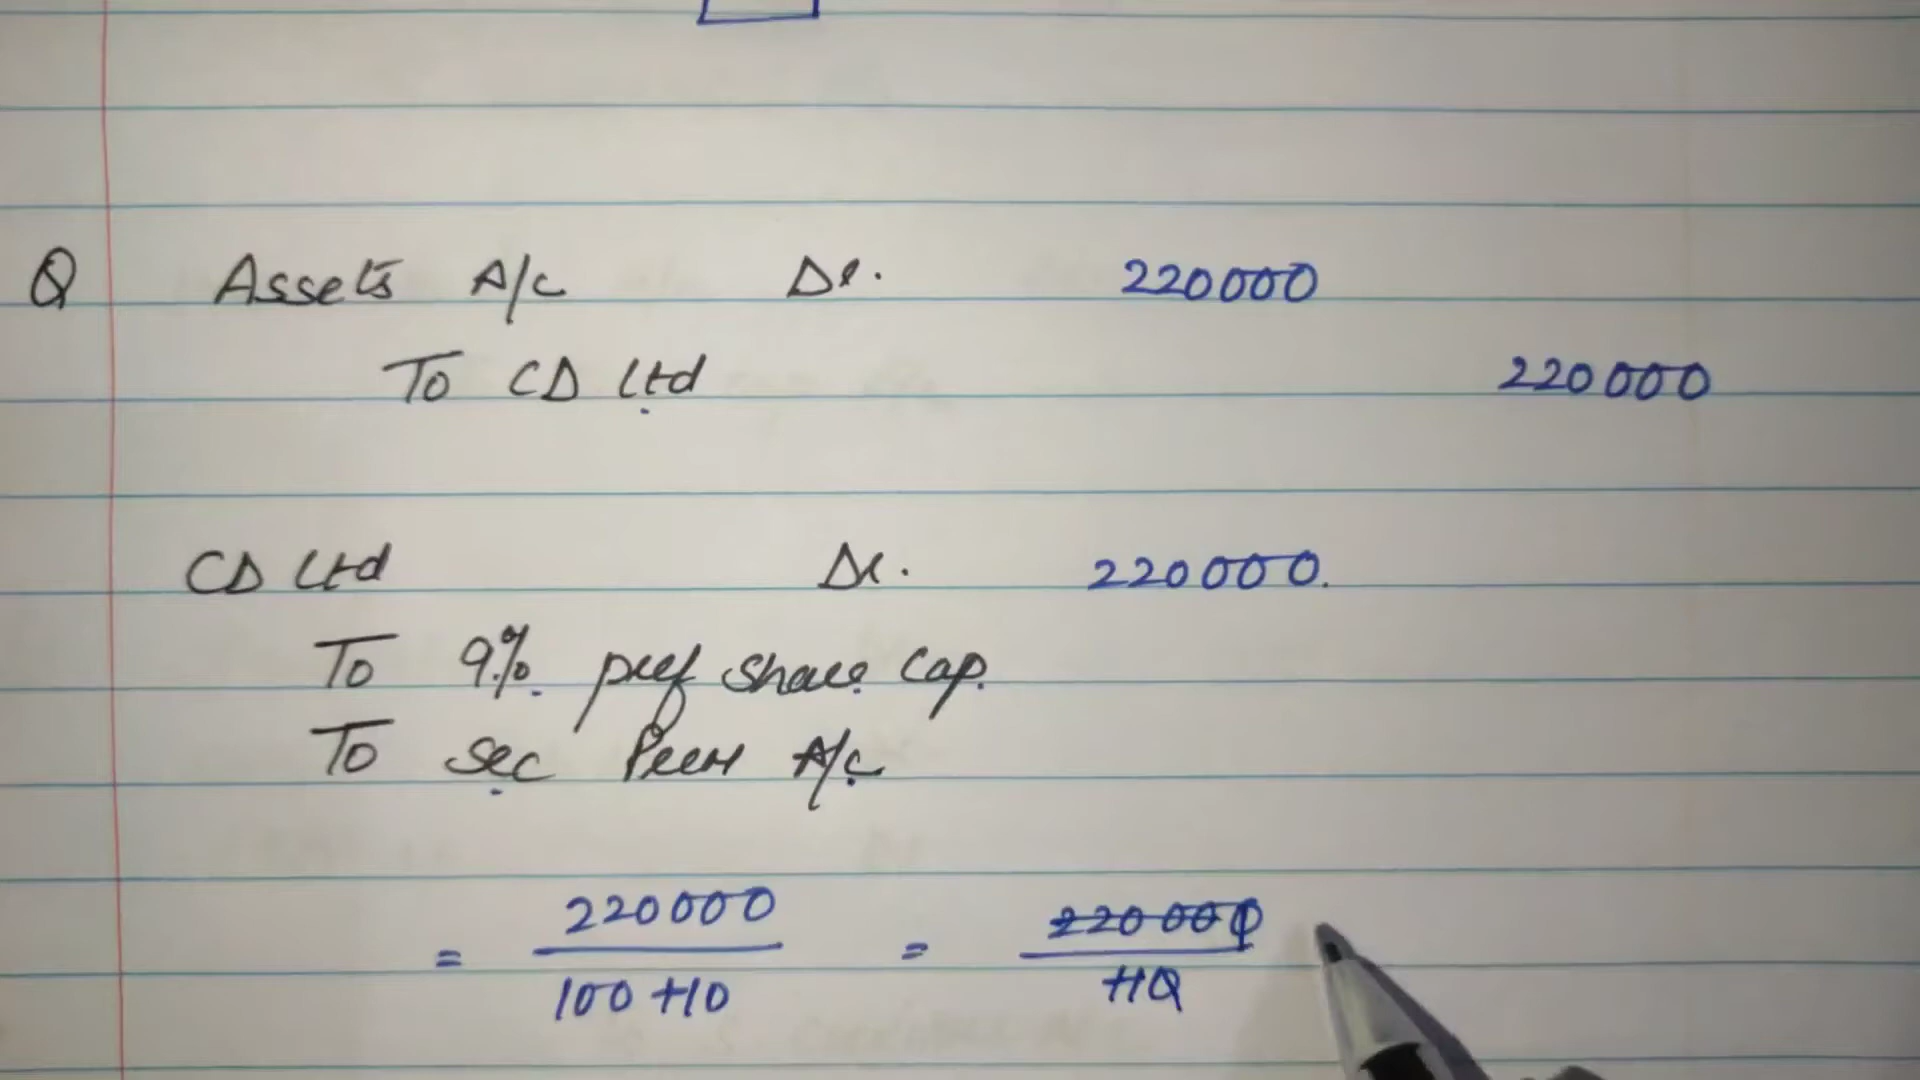 Q Assets A/c Dr. 220000
To CD Ltd 220000
CD Ltd Dr. 220000.
To 9% pref share cap.
To sec Prem A/c
= 220000 / 100+10 = 220000 / 110